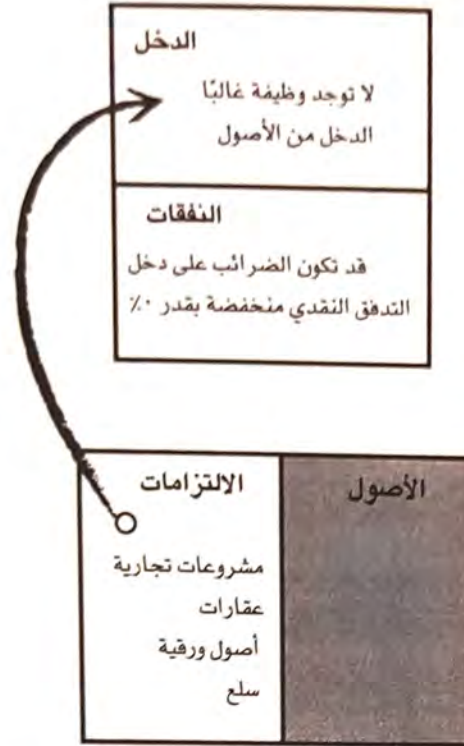 الدخل
لا توجد وظيفة غالبًا
الدخل من الأصول
النفقات
قد تكون الضرائب على دخل
التدفق النقدي منخفضة بقدر ٠٪
الأصول
الالتزامات
مشروعات تجارية
عقارات
أصول ورقية
سلع